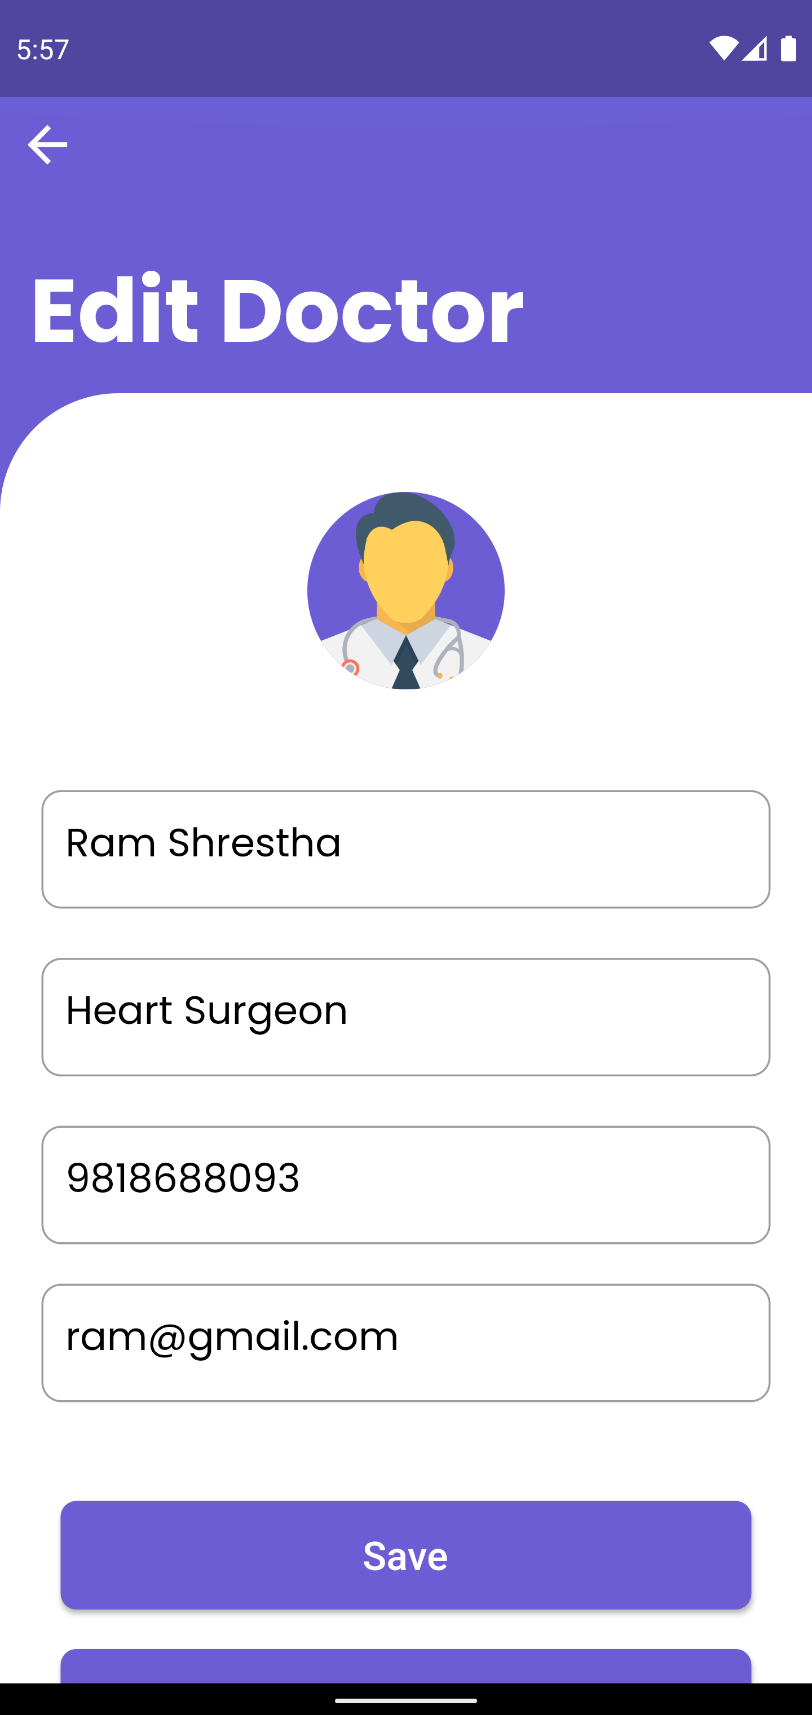 5:57
Edit Doctor
Ram Shrestha
Heart Surgeon
9818688093
ram@gmail.com
Save